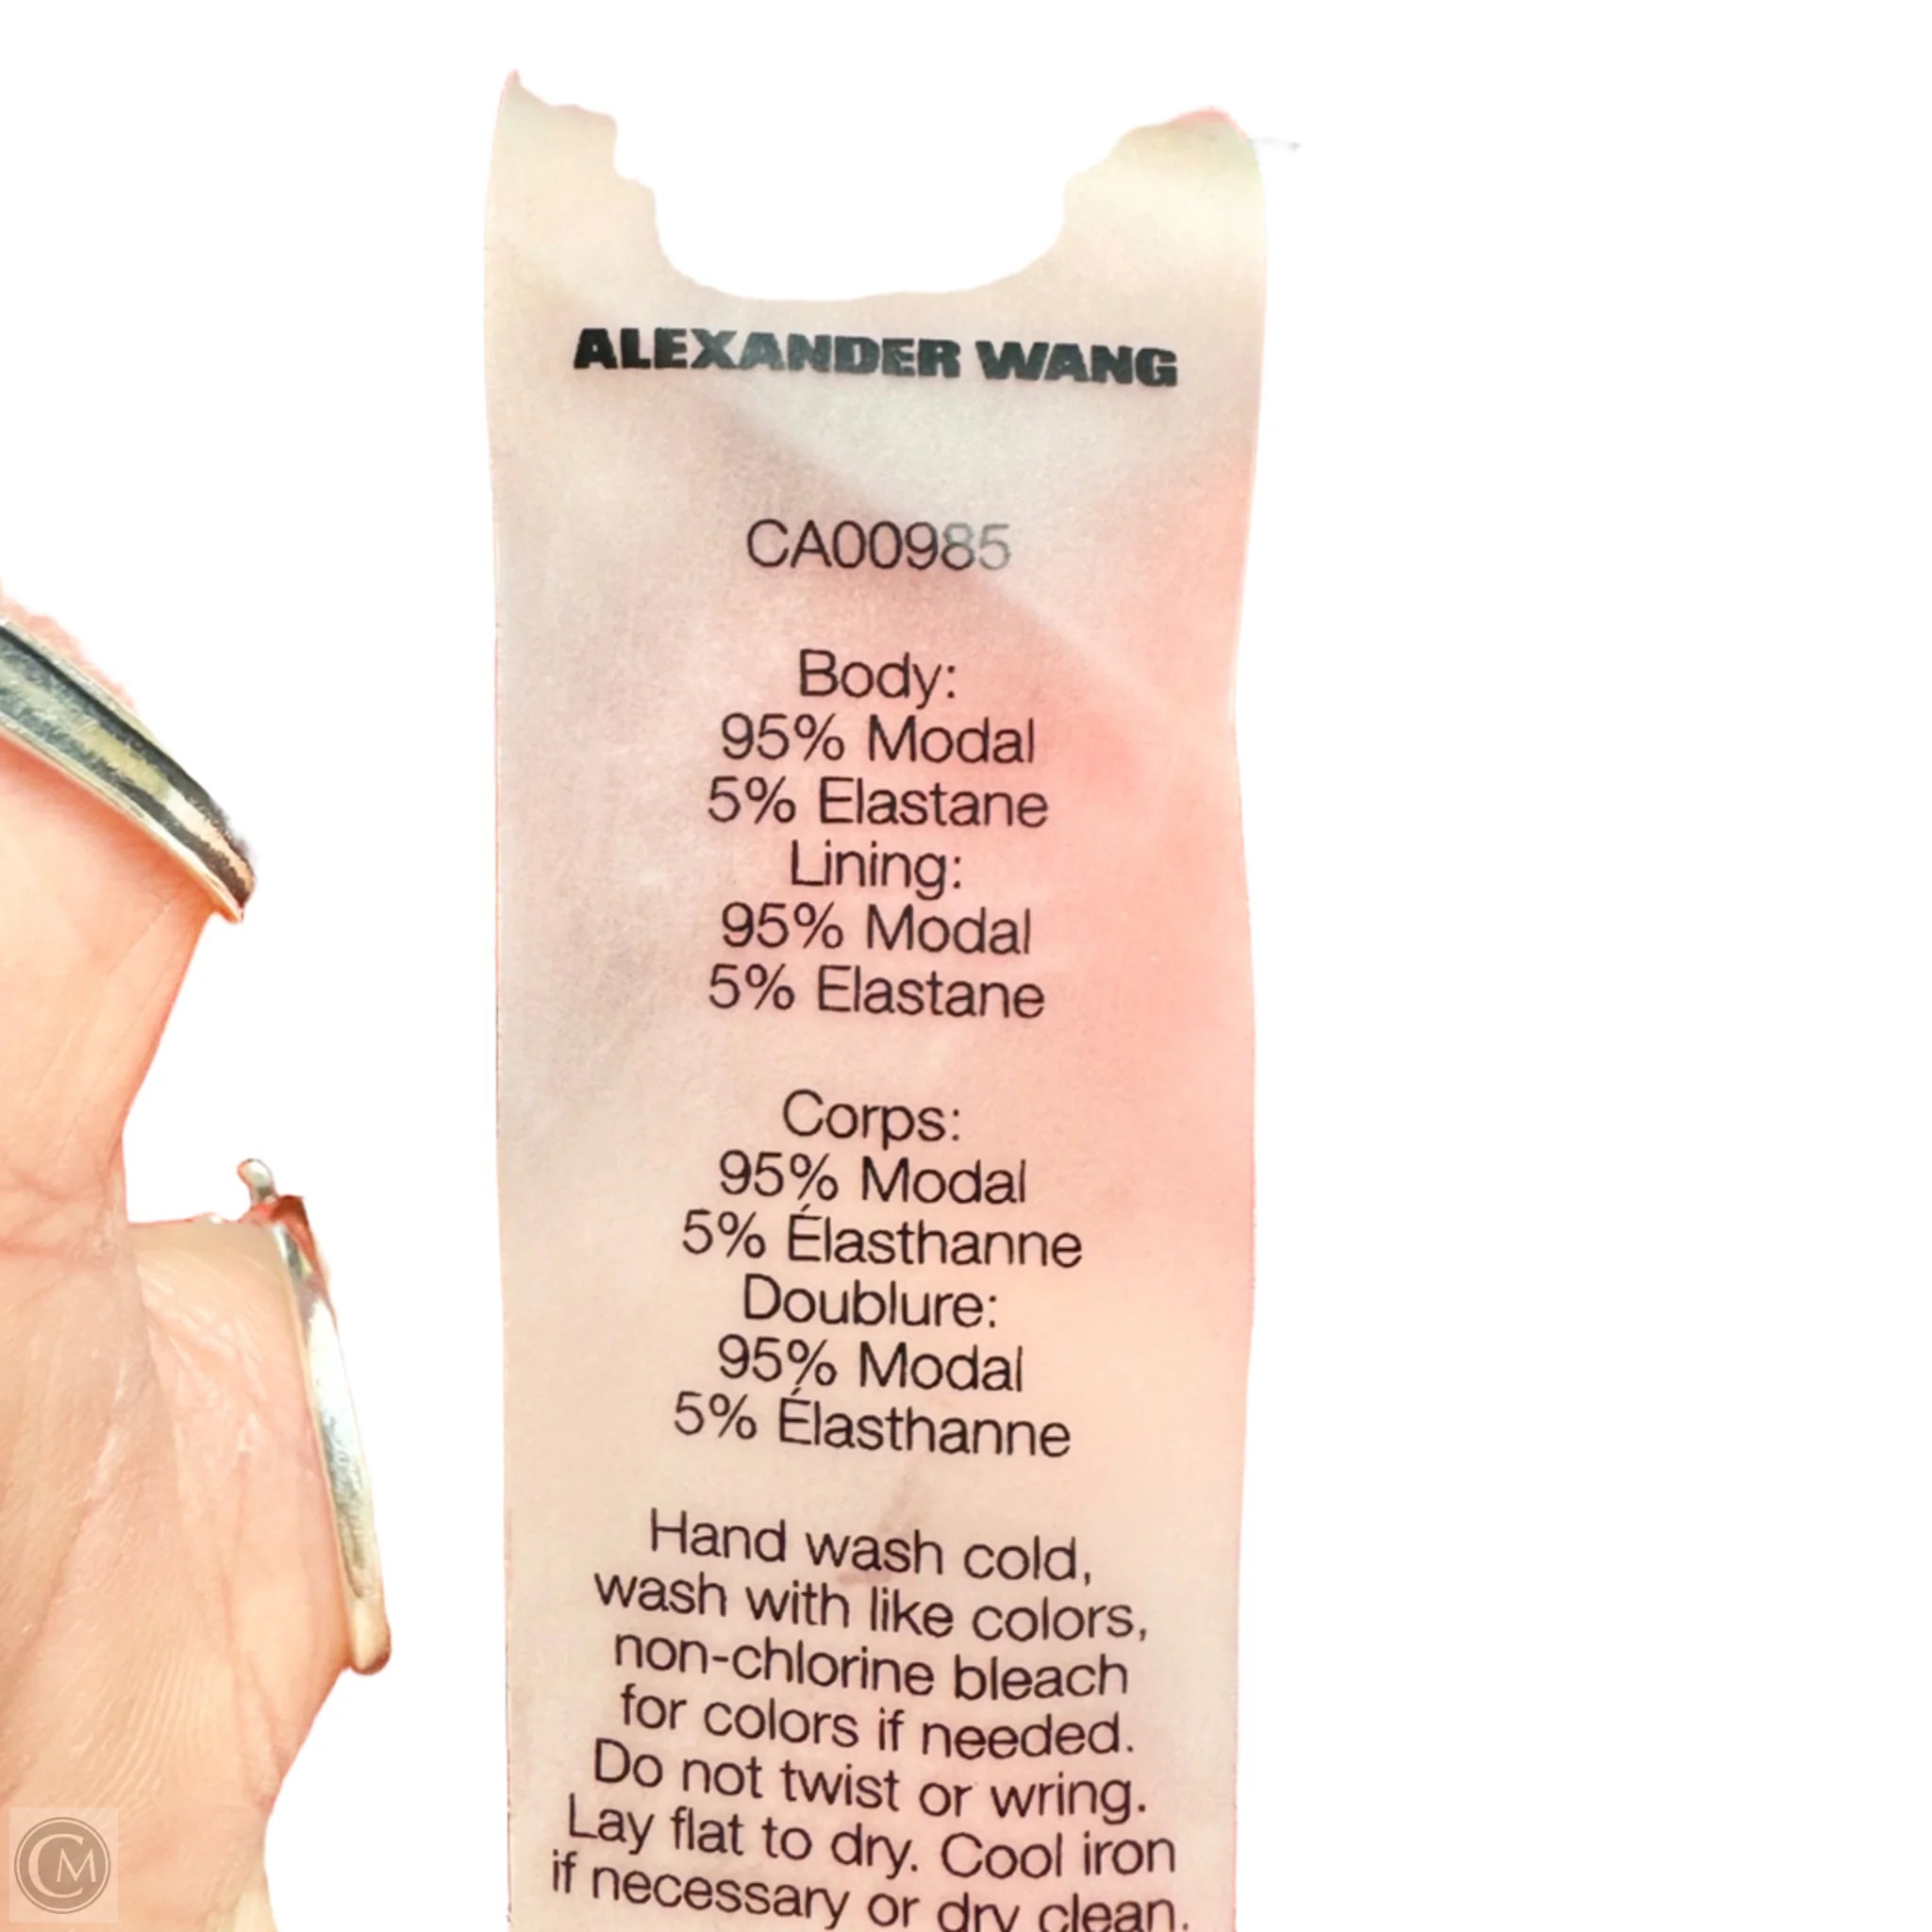 ALEXANDER WANG
CA00985
Body:
95% Modal
5% Elastane
Lining:
95% Modal
5% Elastane
Corps:
95% Modal
5% Élasthanne
Doublure:
95% Modal
5% Élasthanne
Hand wash cold,
wash with like colors,
non-chlorine bleach
for colors if needed.
Do not twist or wring.
Lay flat to dry. Cool iron
if necessary or dry clean.
CM